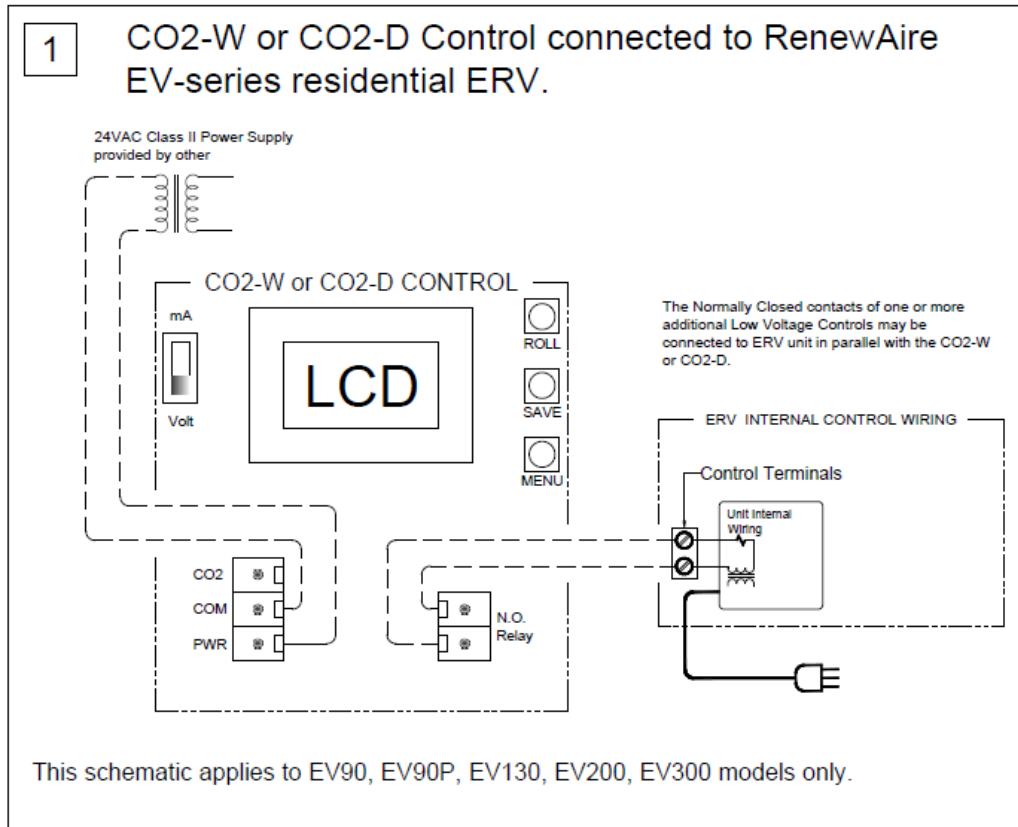 1
CO2-W or CO2-D Control connected to RenewAire
EV-series residential ERV.
24VAC Class II Power Supply
provided by other
CO2-W or CO2-D CONTROL
mA
Volt
LCD
ROLL
SAVE
MENU
CO2
COM
PWR
N.O.
Relay
The Normally Closed contacts of one or more
additional Low Voltage Controls may be
connected to ERV unit in parallel with the CO2-W
or CO2-D.
ERV INTERNAL CONTROL WIRING
Control Terminals
Unit Internal
Wiring
This schematic applies to EV90, EV90P, EV130, EV200, EV300 models only.